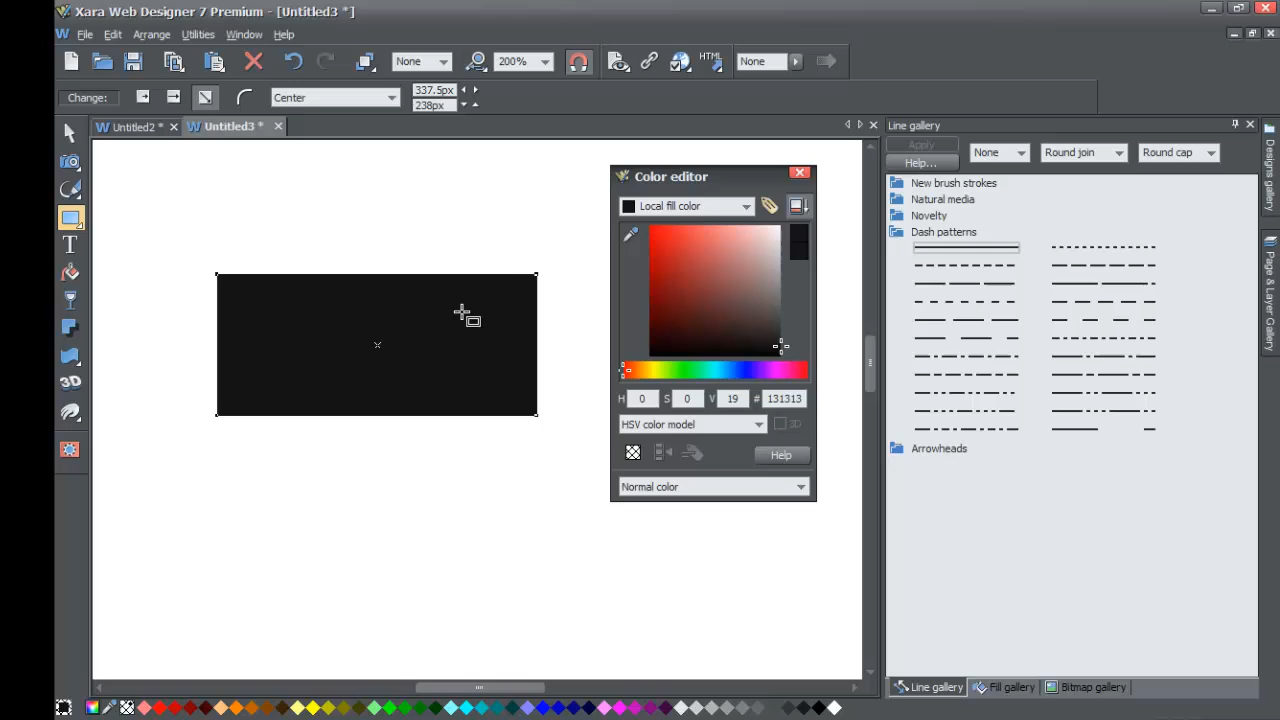 Xara Web Designer 7 Premium - [Untitled3 *]
File Edit Arrange Utilities Window Help
None 200% HTML None
Change: Center 337.5px
238px
Untitled2 * Untitled3 *
Line gallery
Apply
Help... None Round join Round cap
New brush strokes
Natural media
Novelty
Dash patterns
Arrowheads
Color editor
Local fill color
H 0 S 0 V 19 # 131313
HSV color model 3D
Help
Normal color
T
3D
Designs gallery
Page & Layer Gallery
Line gallery Fill gallery Bitmap gallery